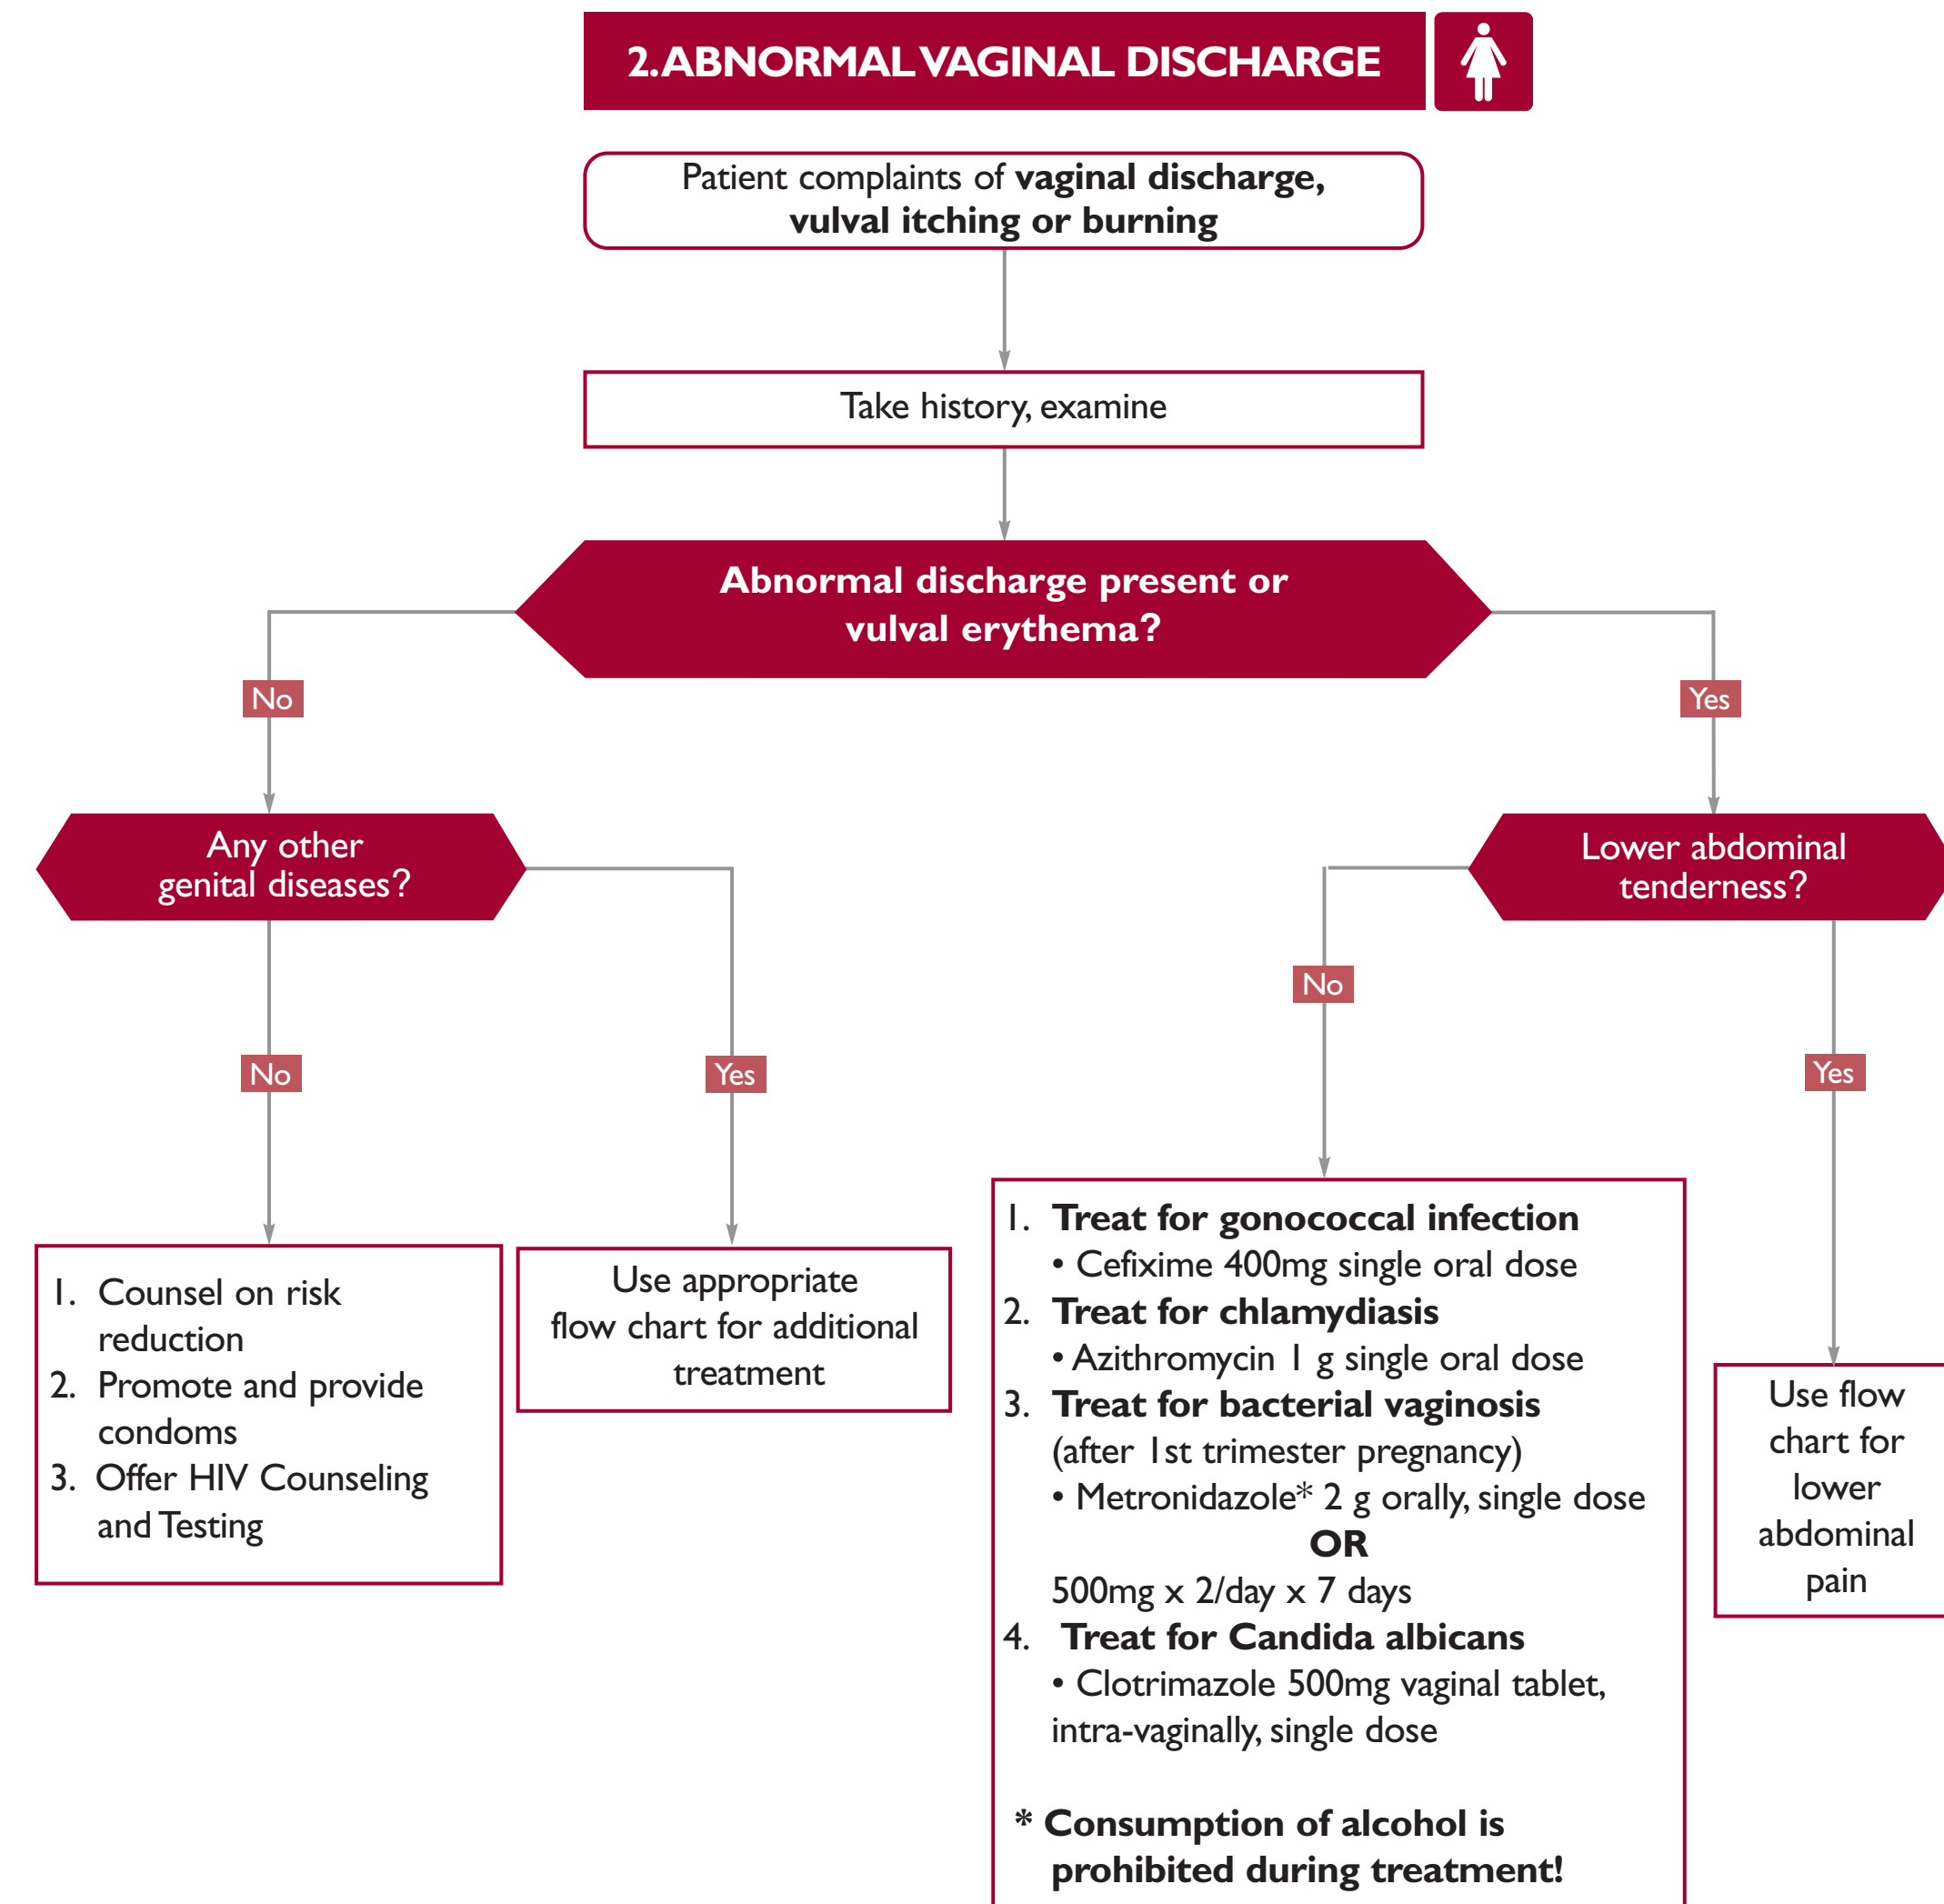 2. ABNORMAL VAGINAL DISCHARGE
Patient complaints of vaginal discharge,
vulval itching or burning
Take history, examine
Abnormal discharge present or
vulval erythema?
No
Yes
Any other
genital diseases?
Lower abdominal
tenderness?
No
No
Yes
Yes
1. Counsel on risk
reduction
2. Promote and provide
condoms
3. Offer HIV Counseling
and Testing
Use appropriate
flow chart for additional
treatment
1. Treat for gonococcal infection
• Cefixime 400mg single oral dose
2. Treat for chlamydiasis
• Azithromycin 1 g single oral dose
3. Treat for bacterial vaginosis
(after 1st trimester pregnancy)
• Metronidazole* 2 g orally, single dose
OR
500mg x 2/day x 7 days
4. Treat for Candida albicans
• Clotrimazole 500mg vaginal tablet,
intra-vaginally, single dose
* Consumption of alcohol is
prohibited during treatment!
Use flow
chart for
lower
abdominal
pain